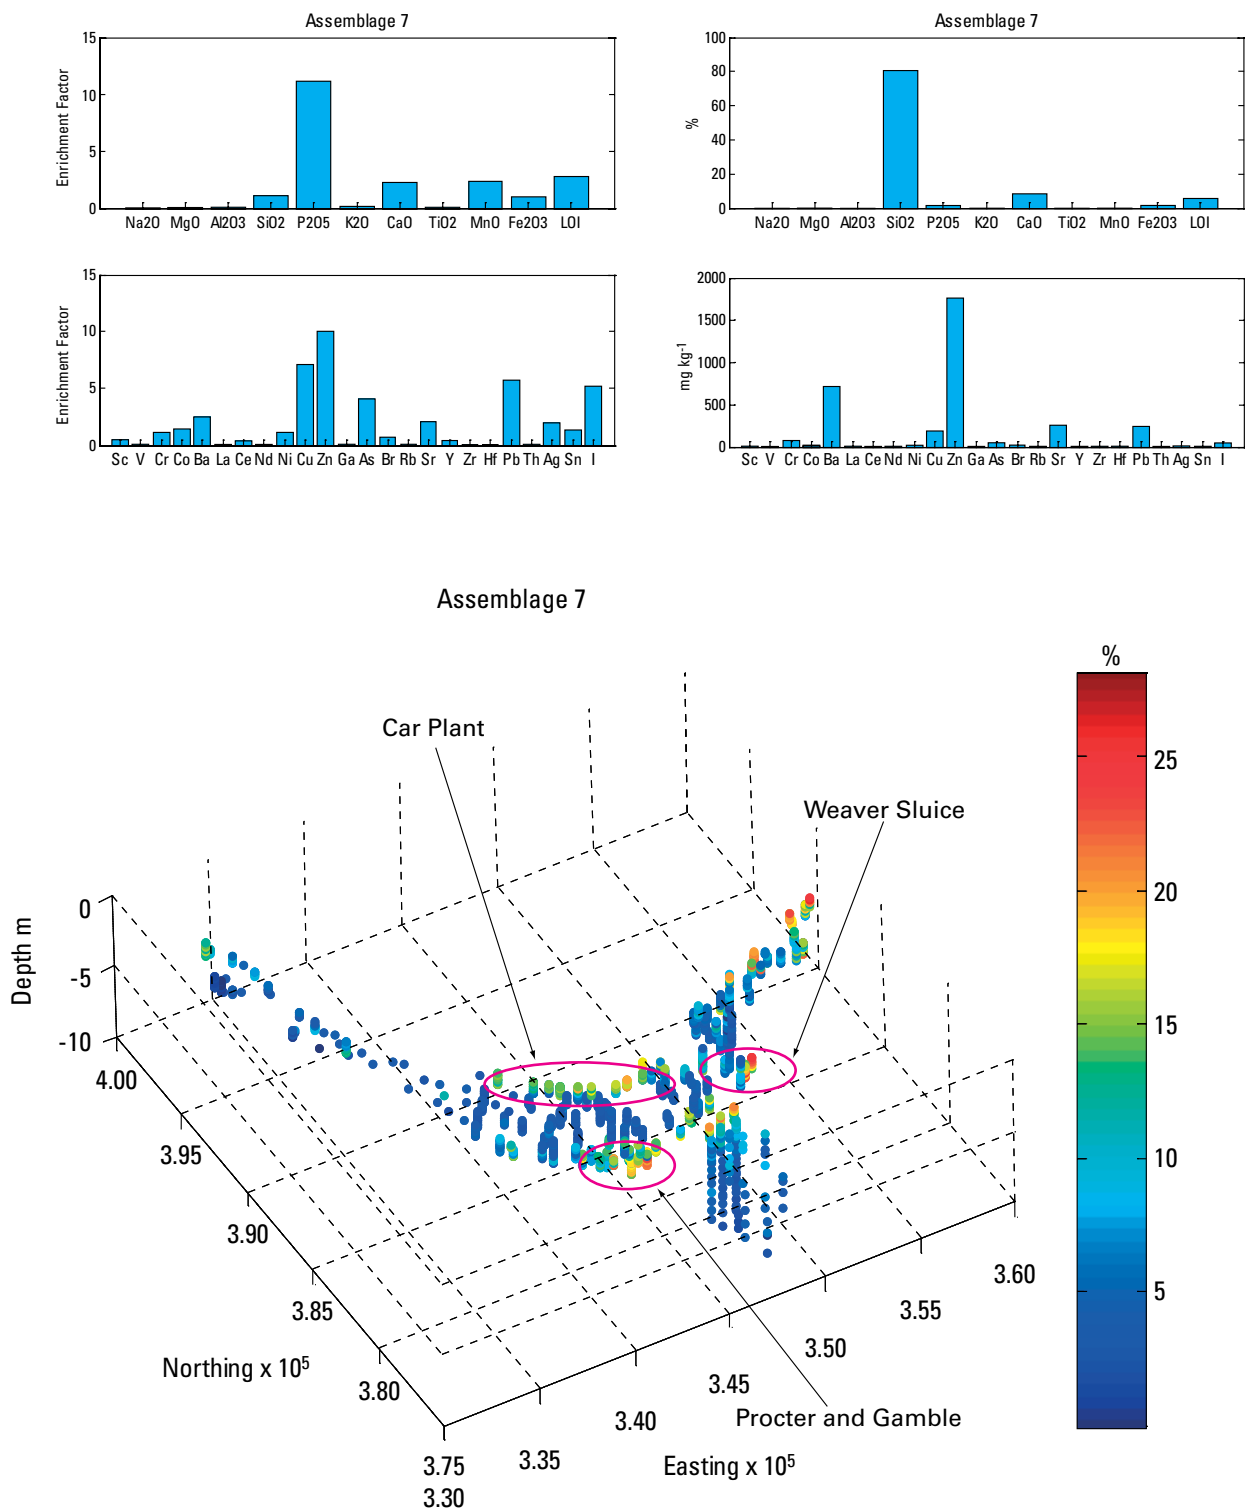 Assemblage 7
Enrichment Factor
15
10
5
0
Na2O MgO Al2O3 SiO2 P2O5 K2O CaO TiO2 MnO Fe2O3 LOI
Assemblage 7
%
100
80
60
40
20
0
Na2O MgO Al2O3 SiO2 P2O5 K2O CaO TiO2 MnO Fe2O3 LOI
Enrichment Factor
15
10
5
0
Sc V Cr Co Ba La Ce Nd Ni Cu Zn Ga As Br Rb Sr Y Zr Hf Pb Th Ag Sn I
mg kg-1
2000
1500
1000
500
0
Sc V Cr Co Ba La Ce Nd Ni Cu Zn Ga As Br Rb Sr Y Zr Hf Pb Th Ag Sn I
Assemblage 7
%
25
20
15
10
5
Car Plant
Weaver Sluice
Procter and Gamble
Depth m
0
-5
-10
4.00
3.95
3.90
3.85
3.80
3.75
Northing x 10⁵
3.30
3.35
3.40
3.45
3.50
3.55
3.60
Easting x 10⁵